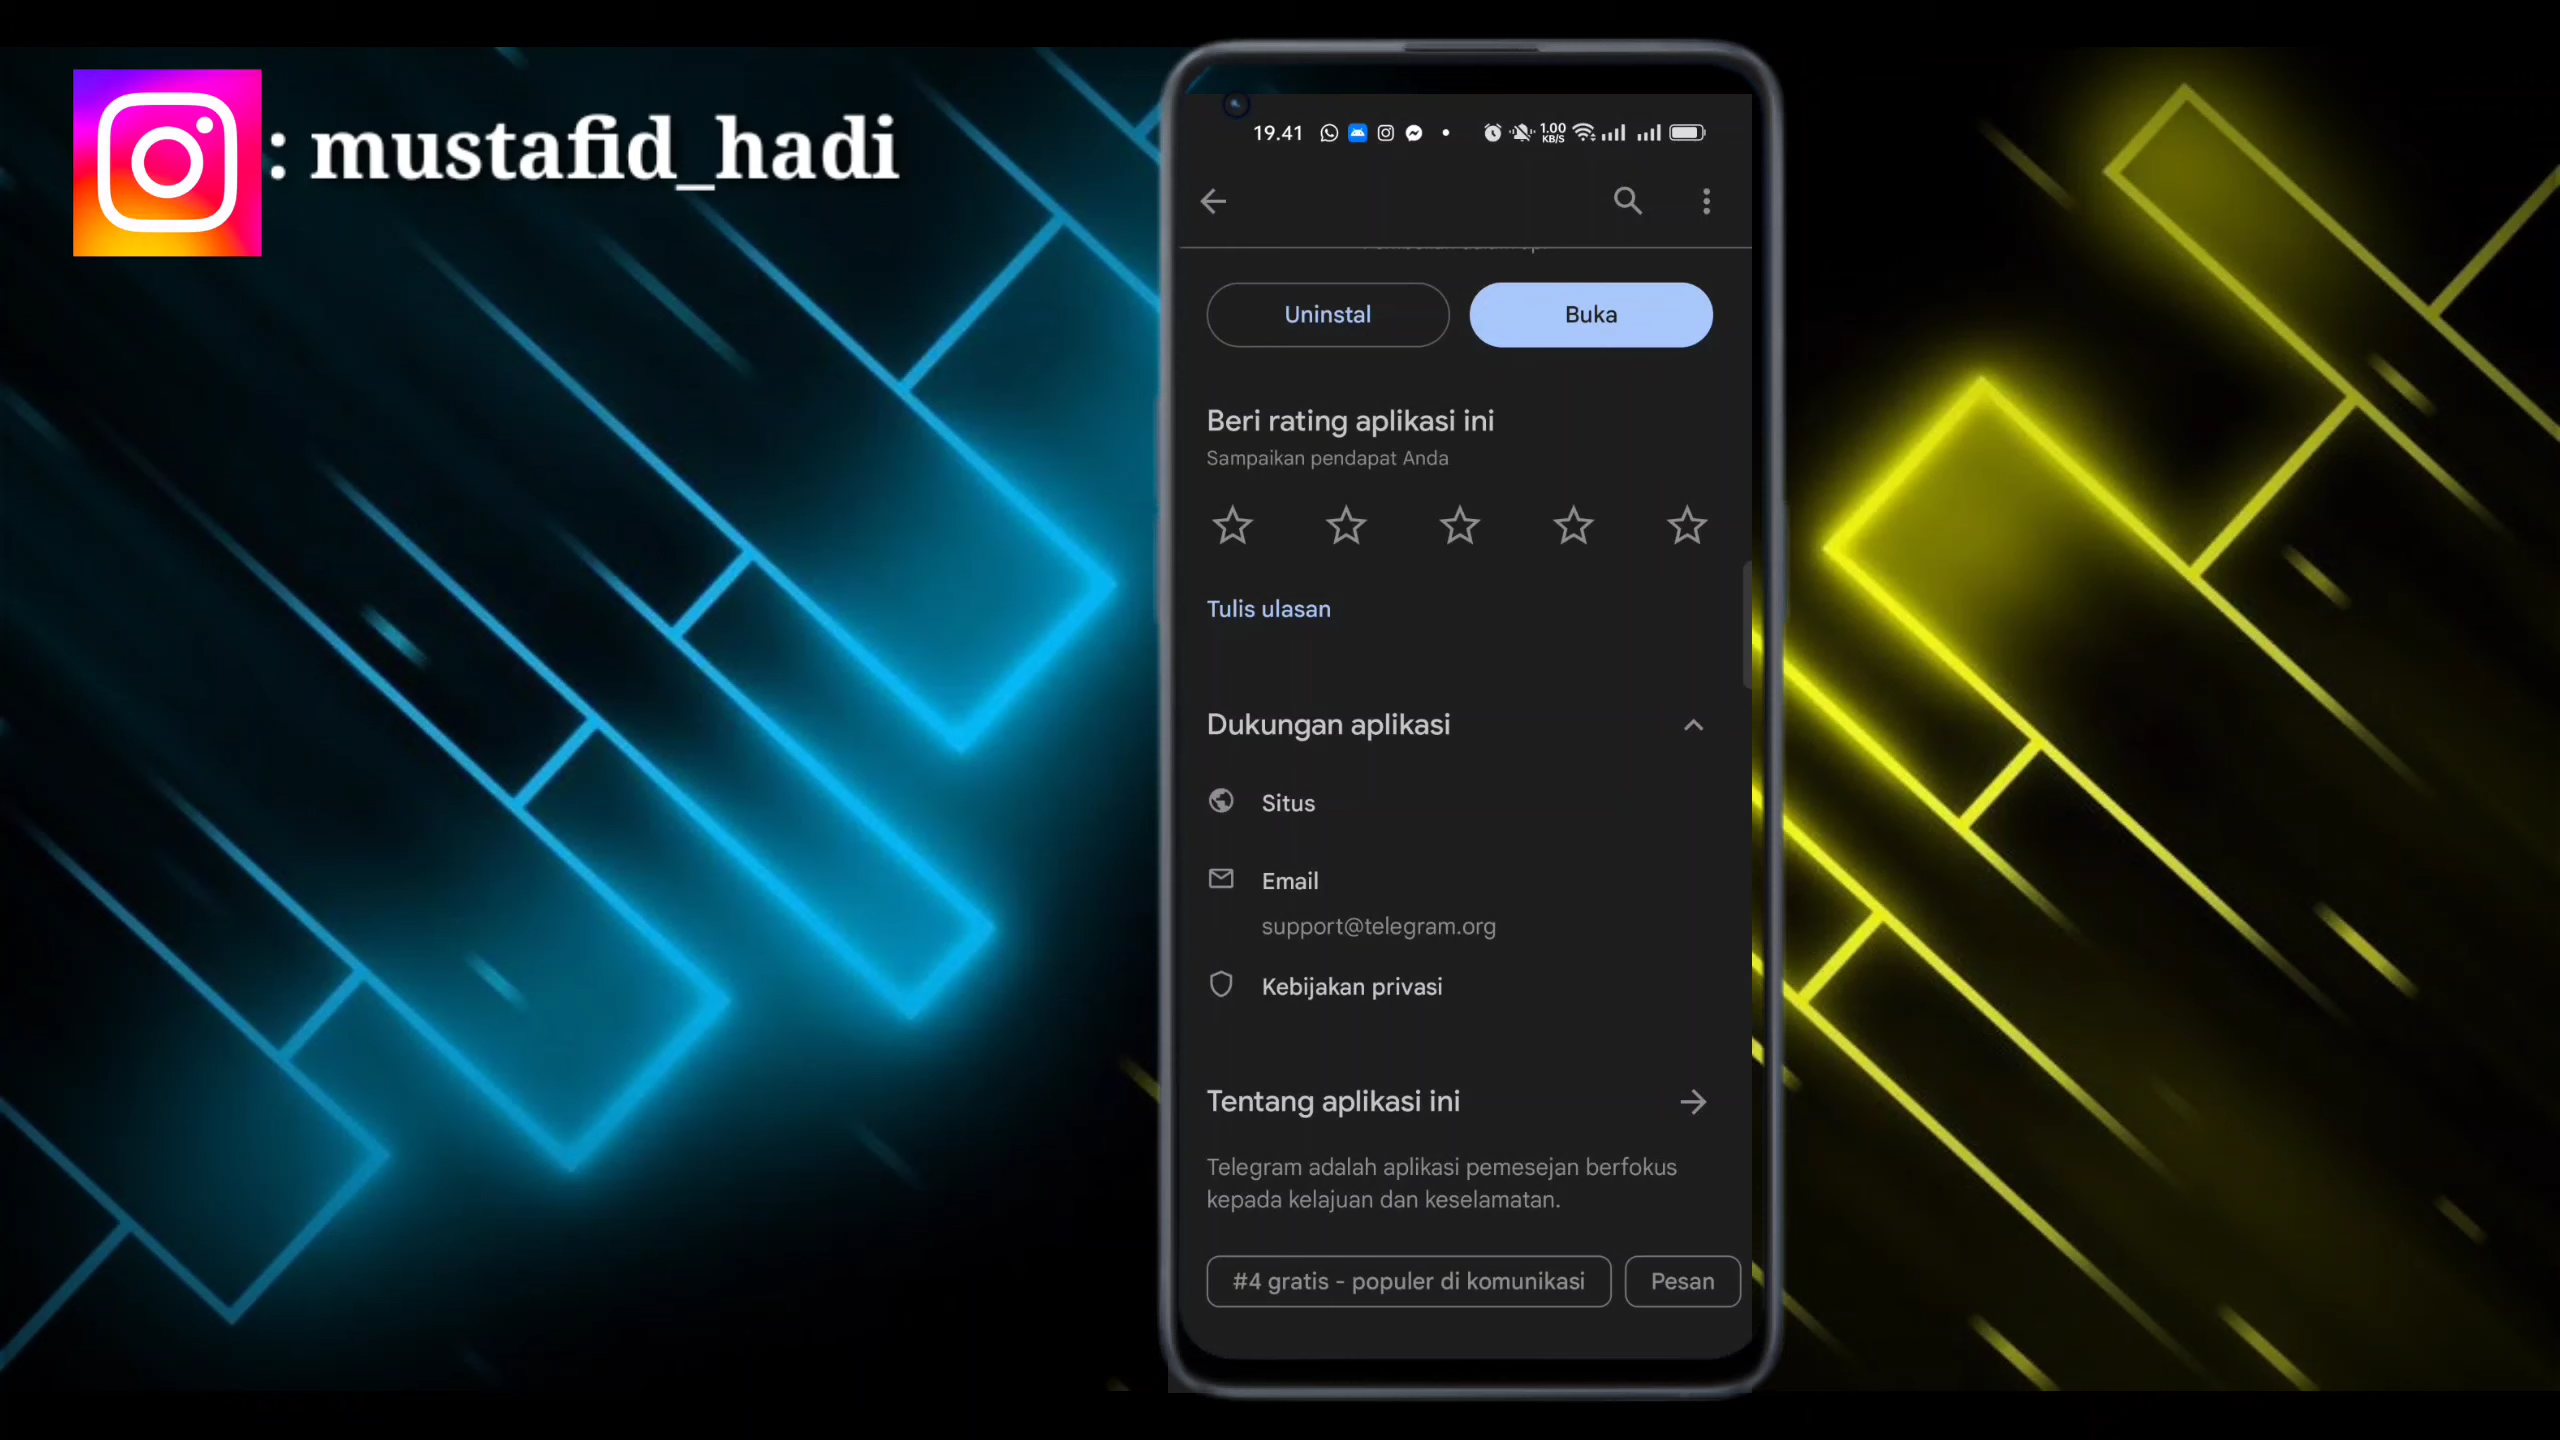 : mustafid_hadi
19.41
1.00
KB/S
Uninstal
Buka
Beri rating aplikasi ini
Sampaikan pendapat Anda
Tulis ulasan
Dukungan aplikasi
Situs
Email
support@telegram.org
Kebijakan privasi
Tentang aplikasi ini
Telegram adalah aplikasi pemesejan berfokus
kepada kelajuan dan keselamatan.
#4 gratis - populer di komunikasi
Pesan